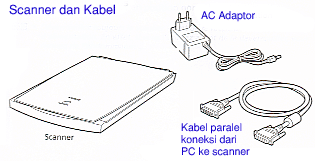 Scanner dan Kabel
AC Adaptor
Scanner
Kabel paralel
koneksi dari
PC ke scanner